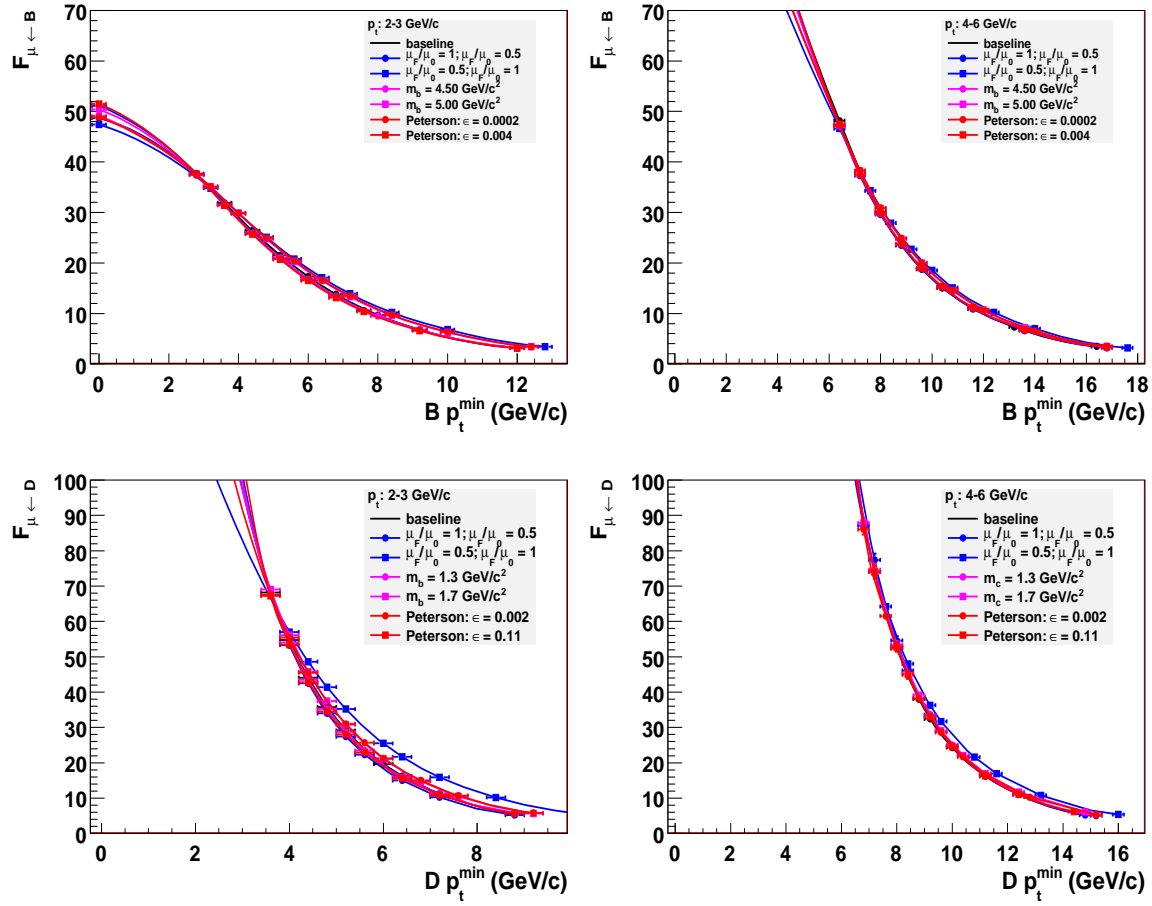 F μ ← B
70
60
50
40
30
20
10
0
p_t: 2-3 GeV/c
baseline
μ_F/μ_0 = 1; μ_F/μ_0 = 0.5
μ_F/μ_0 = 0.5; μ_F/μ_0 = 1
m_b = 4.50 GeV/c²
m_b = 5.00 GeV/c²
Peterson: ε = 0.0002
Peterson: ε = 0.004
0 2 4 6 8 10 12
B p_t^min (GeV/c)
F μ ← B
70
60
50
40
30
20
10
0
p_t: 4-6 GeV/c
baseline
μ_F/μ_0 = 1; μ_F/μ_0 = 0.5
μ_F/μ_0 = 0.5; μ_F/μ_0 = 1
m_b = 4.50 GeV/c²
m_b = 5.00 GeV/c²
Peterson: ε = 0.0002
Peterson: ε = 0.004
0 2 4 6 8 10 12 14 16 18
B p_t^min (GeV/c)
F μ ← D
100
90
80
70
60
50
40
30
20
10
0
p_t: 2-3 GeV/c
baseline
μ_F/μ_0 = 1; μ_F/μ_0 = 0.5
μ_F/μ_0 = 0.5; μ_F/μ_0 = 1
m_b = 1.3 GeV/c²
m_b = 1.7 GeV/c²
Peterson: ε = 0.002
Peterson: ε = 0.11
0 2 4 6 8
D p_t^min (GeV/c)
F μ ← D
100
90
80
70
60
50
40
30
20
10
0
p_t: 4-6 GeV/c
baseline
μ_F/μ_0 = 1; μ_F/μ_0 = 0.5
μ_F/μ_0 = 0.5; μ_F/μ_0 = 1
m_c = 1.3 GeV/c²
m_c = 1.7 GeV/c²
Peterson: ε = 0.002
Peterson: ε = 0.11
0 2 4 6 8 10 12 14 16
D p_t^min (GeV/c)